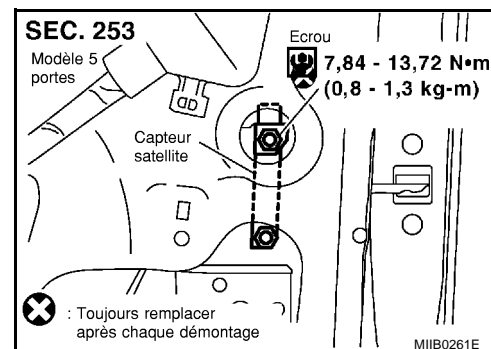 SEC. 253
Modèle 5
portes
Ecrou
7,84 - 13,72 N•m
(0,8 - 1,3 kg-m)
Capteur
satellite
: Toujours remplacer
après chaque démontage
MIIB0261E